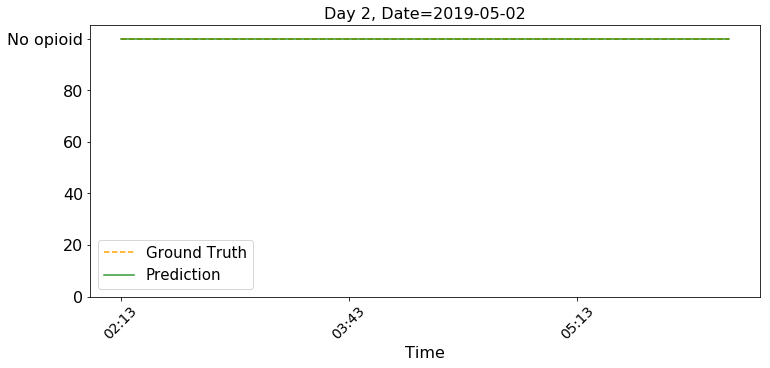 Day 2, Date=2019-05-02
No opioid
80
60
40
20
0
Ground Truth
Prediction
02:13
03:43
05:13
Time